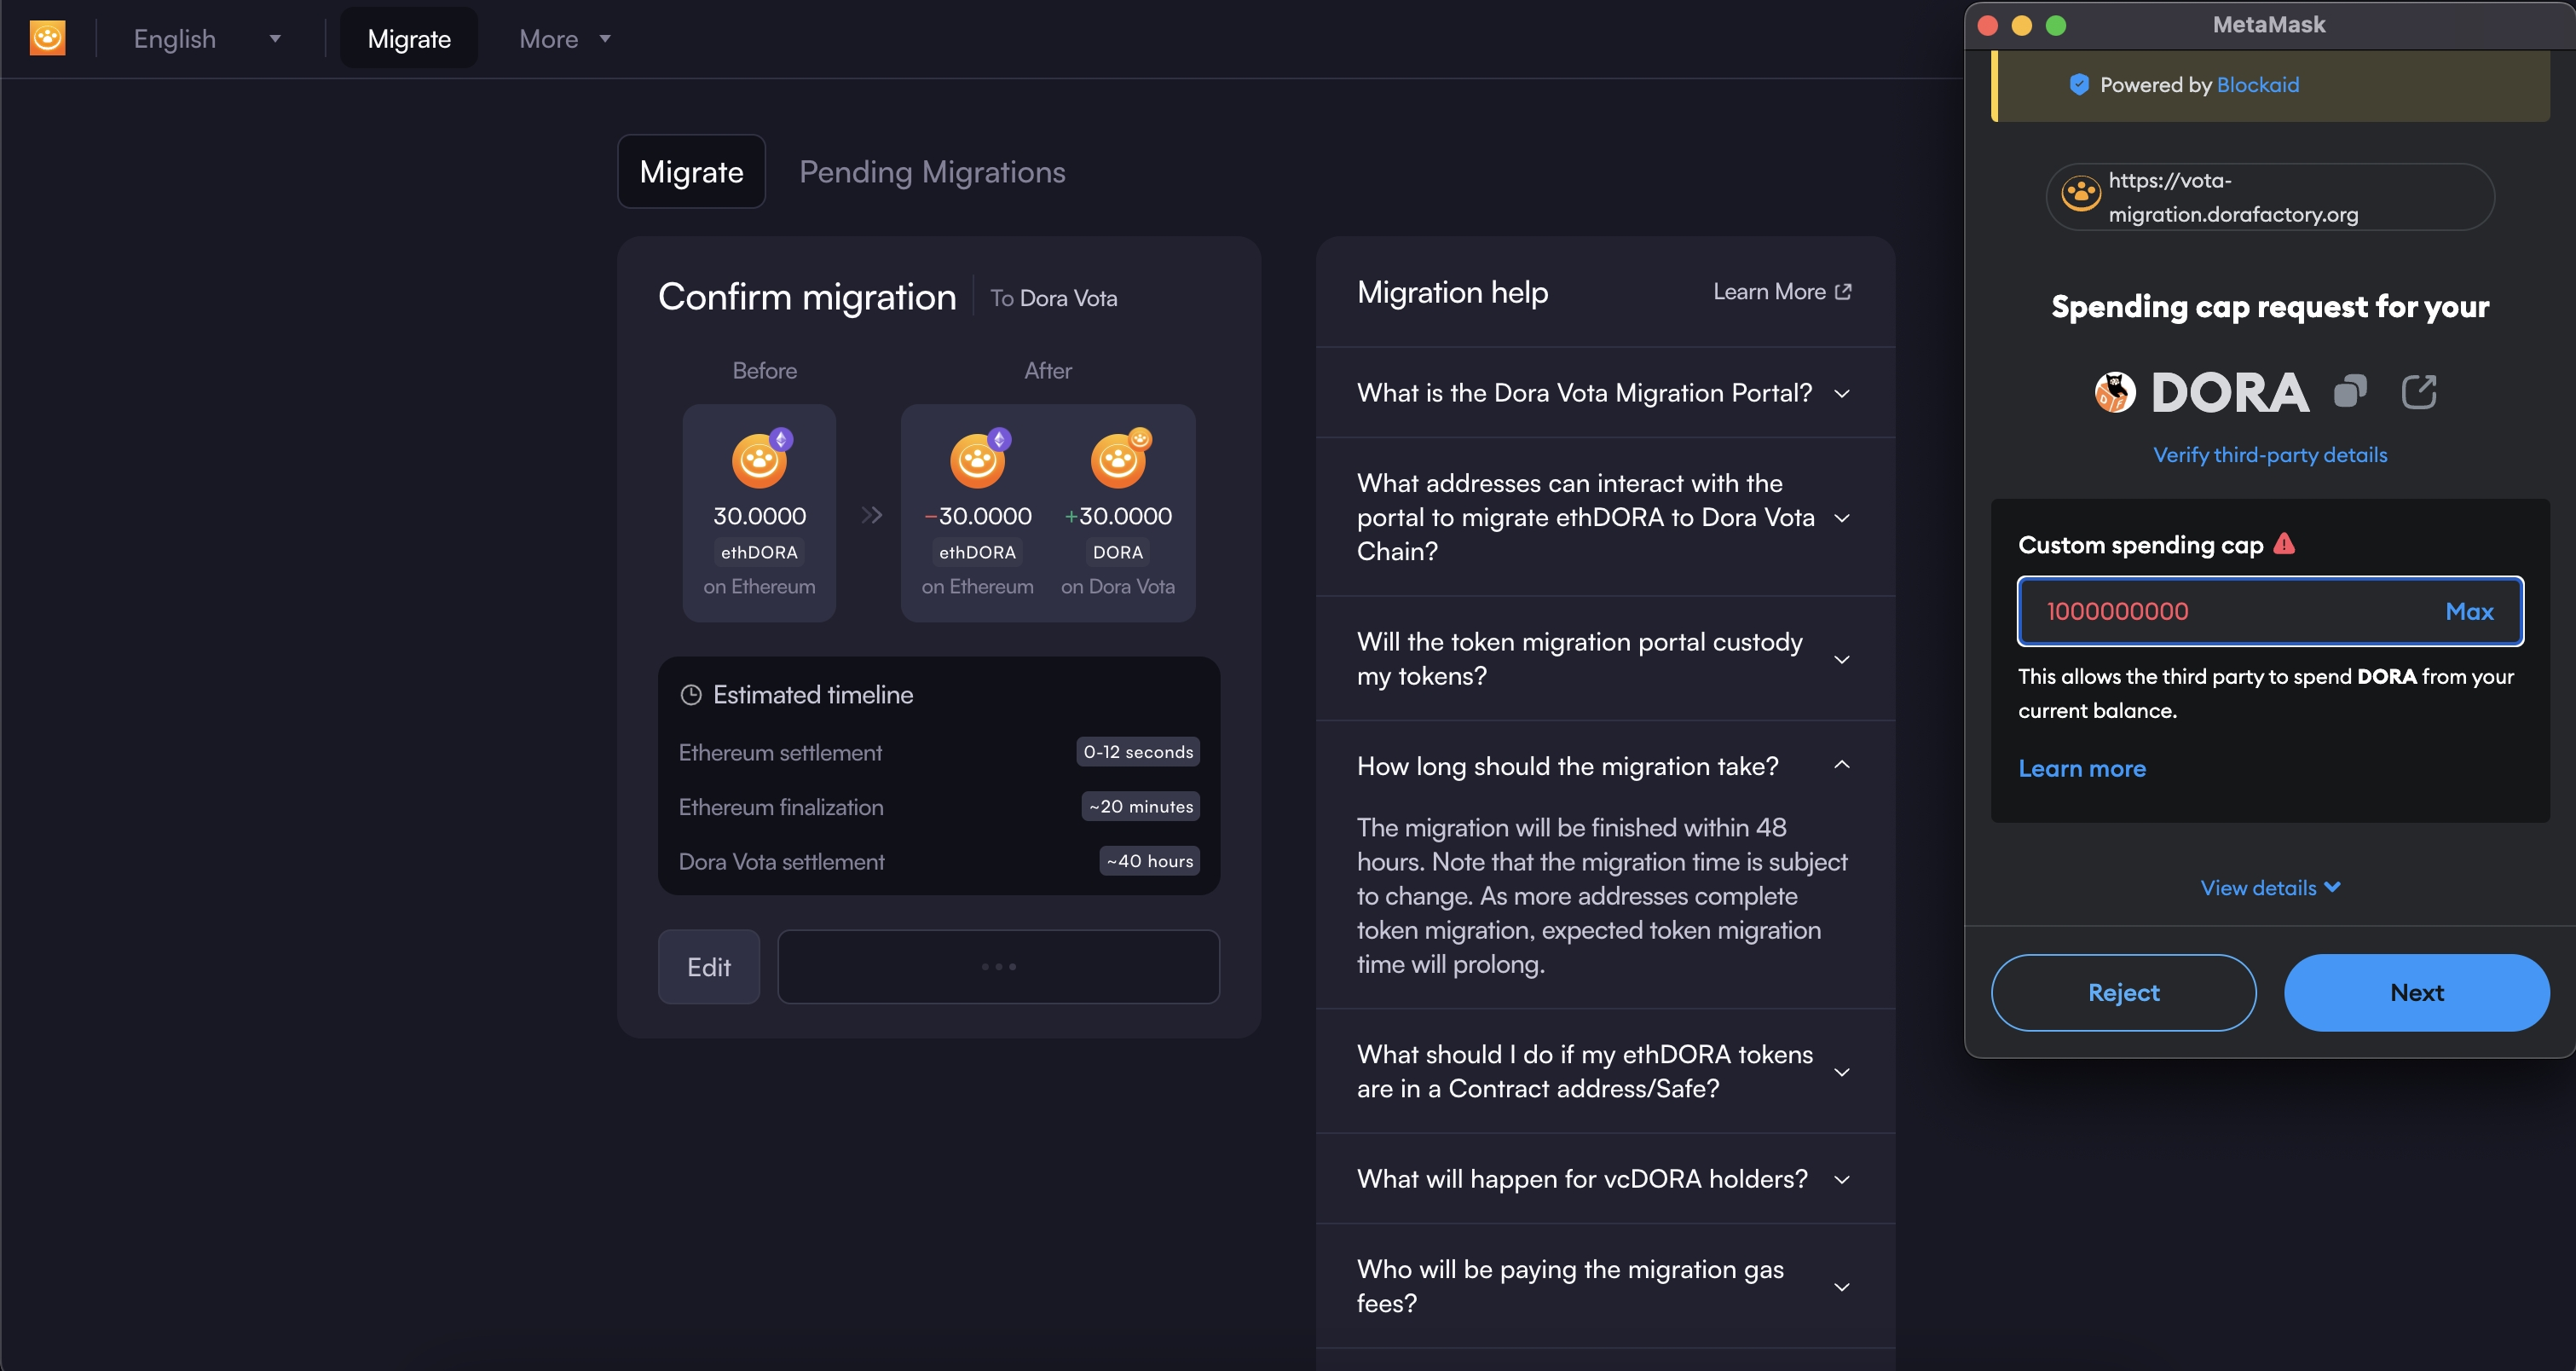 English
Migrate
More
Migrate
Pending Migrations
Confirm migration
To Dora Vota
Before
After
30.0000
ethDORA
on Ethereum
−30.0000
ethDORA
on Ethereum
+30.0000
DORA
on Dora Vota
Estimated timeline
Ethereum settlement
0-12 seconds
Ethereum finalization
~20 minutes
Dora Vota settlement
~40 hours
Edit
Migration help
Learn More
What is the Dora Vota Migration Portal?
What addresses can interact with the
portal to migrate ethDORA to Dora Vota
Chain?
Will the token migration portal custody
my tokens?
How long should the migration take?
The migration will be finished within 48
hours. Note that the migration time is subject
to change. As more addresses complete
token migration, expected token migration
time will prolong.
What should I do if my ethDORA tokens
are in a Contract address/Safe?
What will happen for vcDORA holders?
Who will be paying the migration gas
fees?
MetaMask
Powered by Blockaid
https://vota-
migration.dorafactory.org
Spending cap request for your
DORA
Verify third-party details
Custom spending cap
1000000000
Max
This allows the third party to spend DORA from your
current balance.
Learn more
View details
Reject
Next